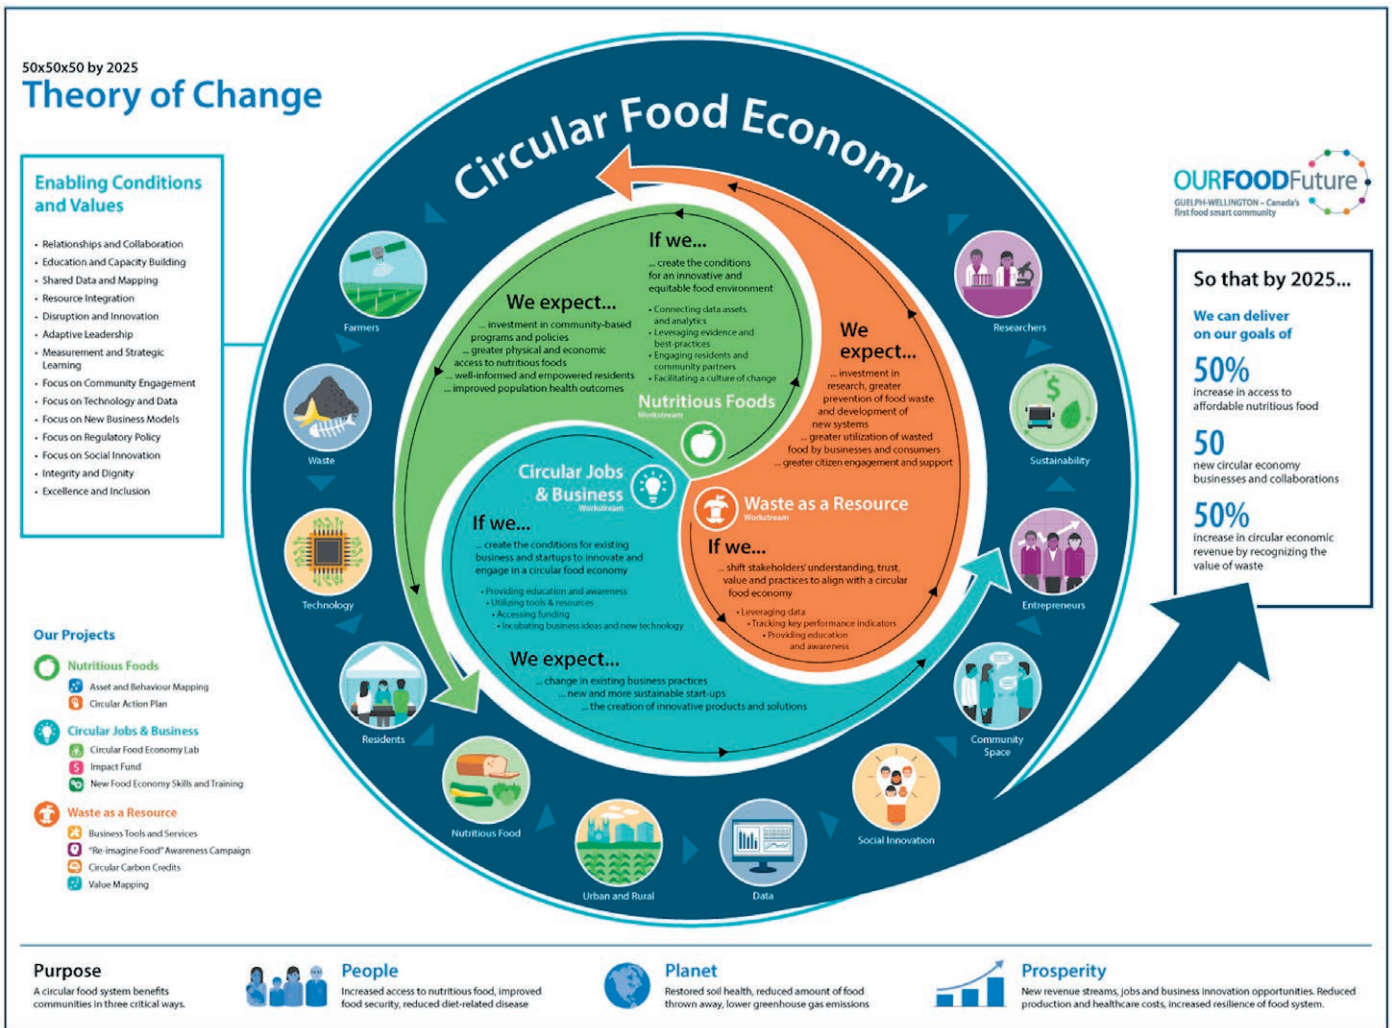 50x50x50 by 2025
Theory of Change
Enabling Conditions
and Values
• Relationships and Collaboration
• Education and Capacity Building
• Shared Data and Mapping
• Resource Integration
• Disruption and Innovation
• Adaptive Leadership
• Measurement and Strategic
Learning
• Focus on Community Engagement
• Focus on Technology and Data
• Focus on New Business Models
• Focus on Regulatory Policy
• Focus on Social Innovation
• Integrity and Dignity
• Excellence and Inclusion
Our Projects
Nutritious Foods
Asset and Behaviour Mapping
Circular Action Plan
Circular Jobs & Business
Circular Food Economy Lab
Impact Fund
New Food Economy Skills and Training
Waste as a Resource
Business Tools and Services
"Re-imagine Food" Awareness Campaign
Circular Carbon Credits
Value Mapping
Circular Food Economy
Farmers
Waste
Technology
Residents
Nutritious Food
Urban and Rural
Data
Social Innovation
Community
Space
Entrepreneurs
Sustainability
Researchers
If we...
... create the conditions
for an innovative and
equitable food environment
• Connecting data assets
and analytics
• Leveraging evidence and
best-practices
• Engaging residents and
community partners
• Facilitating a culture of change
Nutritious Foods
Workstream
We expect...
... investment in community-based
programs and policies
... greater physical and economic
access to nutritious foods
... well-informed and empowered residents
... improved population health outcomes
Circular Jobs
& Business
Workstream
If we...
... create the conditions for existing
business and startups to innovate and
engage in a circular food economy
• Providing education and awareness
• Utilizing tools & resources
• Accessing funding
• Incubating business ideas and new technology
We expect...
... change in existing business practices
... new and more sustainable start-ups
... the creation of innovative products and solutions
Waste as a Resource
Workstream
If we...
... shift stakeholders' understanding, trust,
value and practices to align with a circular
food economy
• Leveraging data
• Tracking key performance indicators
• Providing education
and awareness
We
expect...
... investment in
research, greater
prevention of food waste
and development of
new systems
... greater utilization of wasted
food by businesses and consumers
... greater citizen engagement and support
OURFOODFuture
GUELPH-WELLINGTON – Canada's
first food smart community
So that by 2025...
We can deliver
on our goals of
50%
increase in access to
affordable nutritious food
50
new circular economy
businesses and collaborations
50%
increase in circular economic
revenue by recognizing the
value of waste
Purpose
A circular food system benefits
communities in three critical ways.
People
Increased access to nutritious food, improved
food security, reduced diet-related disease
Planet
Restored soil health, reduced amount of food
thrown away, lower greenhouse gas emissions
Prosperity
New revenue streams, jobs and business innovation opportunities. Reduced
production and healthcare costs, increased resilience of food system.